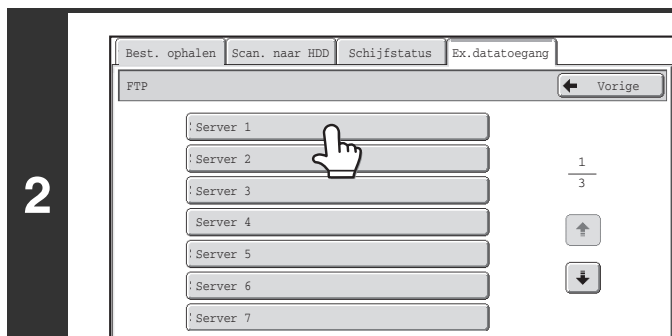 2
Best. ophalen Scan. naar HDD Schijfstatus Ex.datatoegang
FTP Vorige
Server 1
Server 2
Server 3
Server 4
Server 5
Server 6
Server 7
1
3